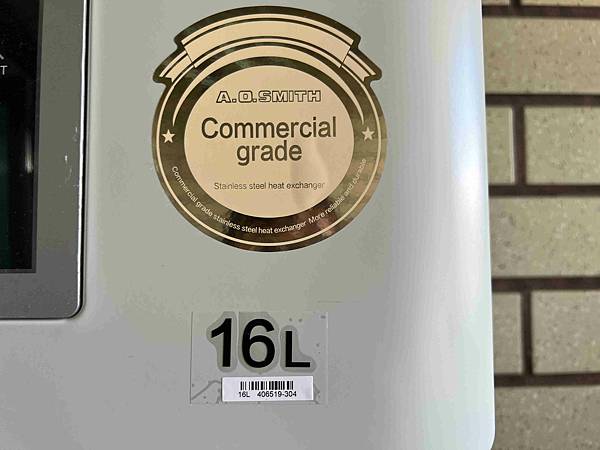 A.O.SMITH
Commercial
grade
Stainless steel heat exchanger
Commercial grade stainless steel heat exchanger More reliable and durable
16L
16L 406519-304